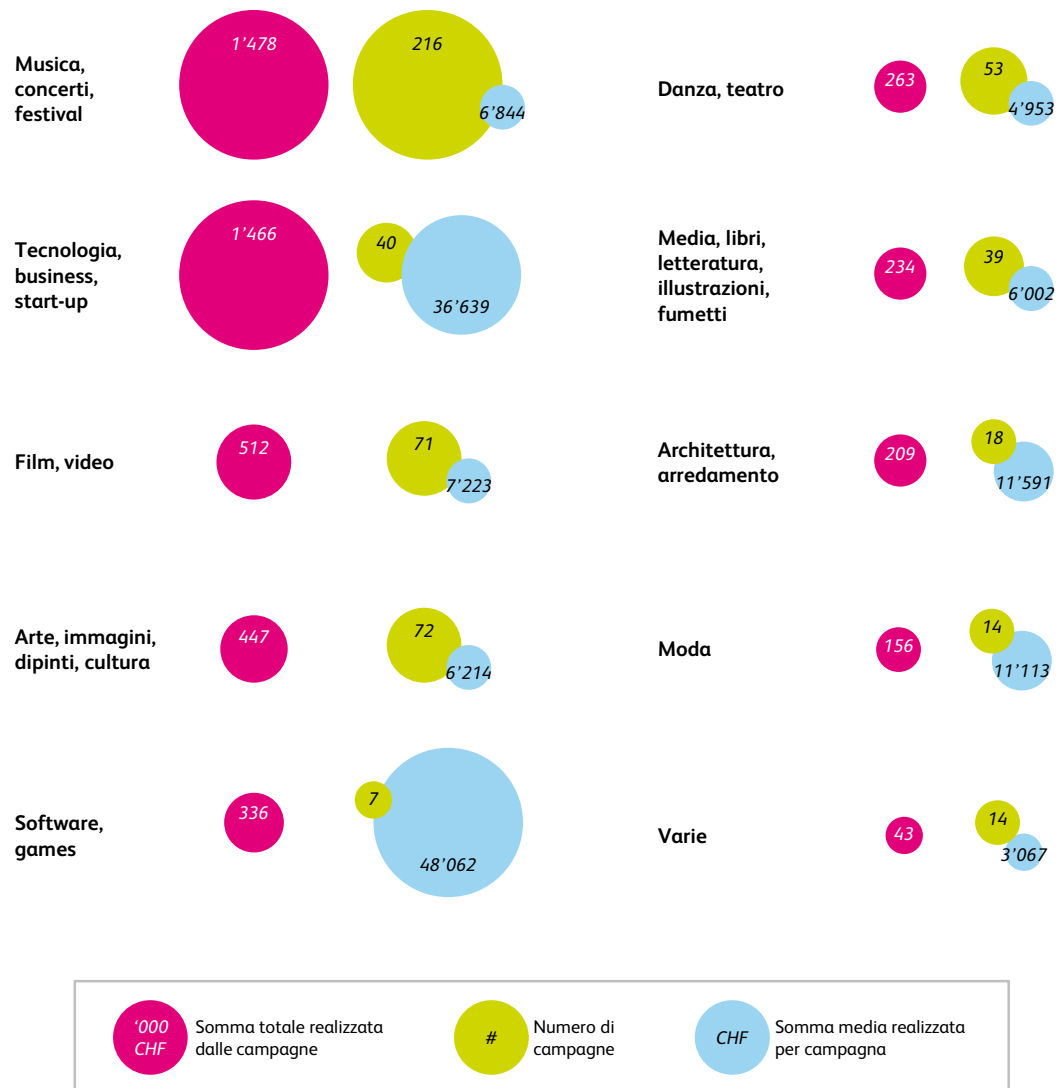 Musica,
concerti,
festival
1’478
216
6’844
Tecnologia,
business,
start-up
1’466
40
36’639
Film, video
512
71
7’223
Arte, immagini,
dipinti, cultura
447
72
6’214
Software,
games
336
7
48’062
Danza, teatro
263
53
4’953
Media, libri,
letteratura,
illustrazioni,
fumetti
234
39
6’002
Architettura,
arredamento
209
18
11’591
Moda
156
14
11’113
Varie
43
14
3’067
’000
CHF
Somma totale realizzata
dalle campagne
#
Numero di
campagne
CHF
Somma media realizzata
per campagna